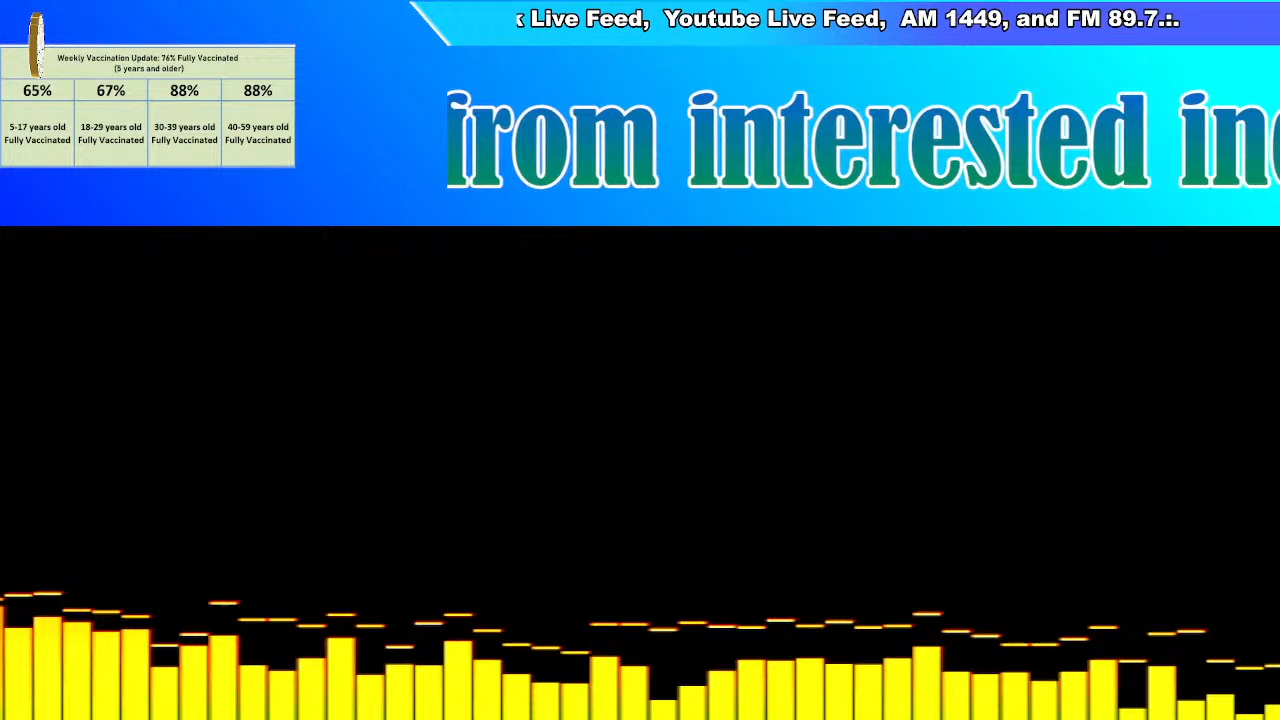 Live Feed, Youtube Live Feed, AM 1449, and FM 89.7.:.
Weekly Vaccination Update: 76% Fully Vaccinated
(5 years and older)
65% 67% 88% 88%
5-17 years old 18-29 years old 30-39 years old 40-59 years old
Fully Vaccinated Fully Vaccinated Fully Vaccinated Fully Vaccinated
from interested